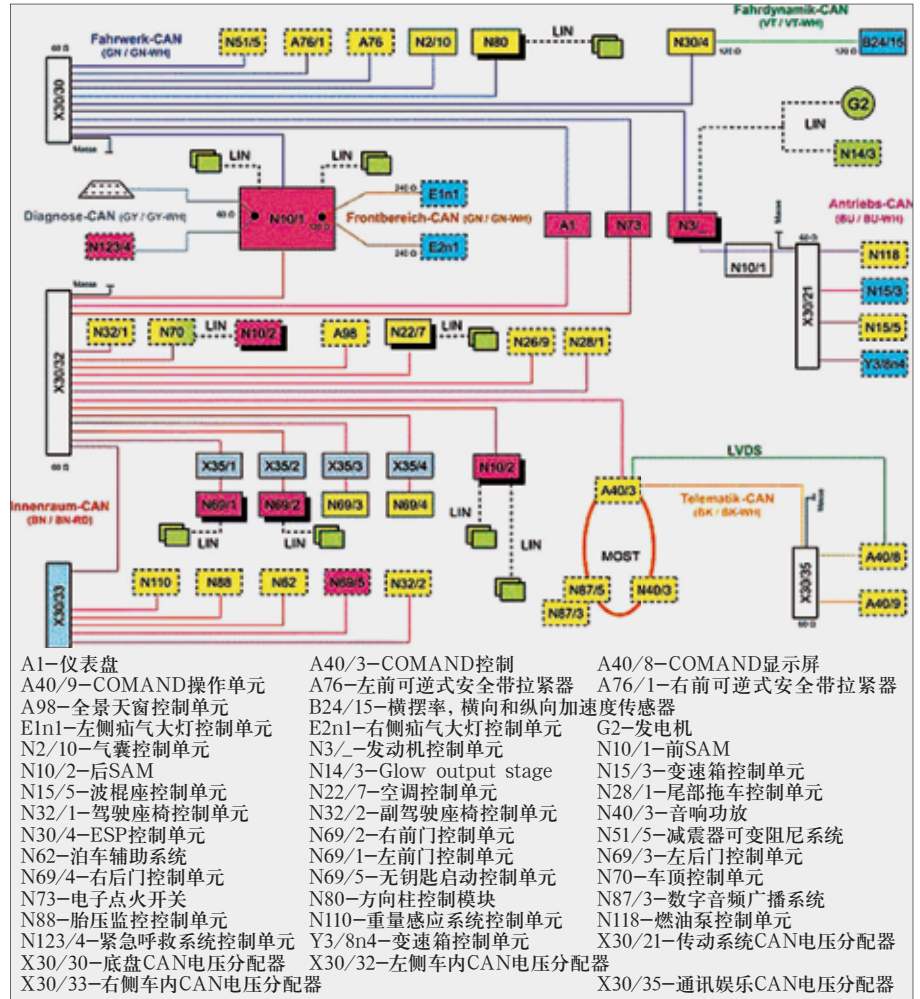 Fahrwerk-CAN
(GN / GN-WH)
Fahrdynamik-CAN
(VT / VT-WH)
60 Ω
N51/5
A76/1
A76
N2/10
N80
LIN
N30/4
120 Ω
120 Ω
B24/15
X30/30
Masse
G2
LIN
N14/3
LIN
LIN
Diagnose-CAN (GY / GY-WH)
60 Ω
N10/1
120 Ω
240 Ω
E1n1
Frontbereich-CAN (GN / GN-WH)
240 Ω
E2n1
N123/4
A1
N73
N3/_
Antriebs-CAN
(BU / BU-WH)
Masse
60 Ω
N10/1
X30/21
N118
N15/3
N15/5
Y3/8n4
Masse
X30/32
N32/1
N70
LIN
N10/2
A98
N22/7
LIN
N26/9
N28/1
60 Ω
X35/1
X35/2
X35/3
X35/4
N10/2
LVDS
Innenraum-CAN
(BN / BN-RD)
N69/1
N69/2
N69/3
N69/4
A40/3
Telematik-CAN
(BK / BK-WH)
Masse
LIN
LIN
LIN
LIN
MOST
A40/8
X30/35
X30/33
N110
N88
N62
N69/5
N32/2
N87/5
N87/3
N40/3
A40/9
60 Ω
A1-仪表盘 A40/3-COMAND控制 A40/8-COMAND显示屏
A40/9-COMAND操作单元 A76-左前可逆式安全带拉紧器 A76/1-右前可逆式安全带拉紧器
A98-全景天窗控制单元 B24/15-横摆率, 横向和纵向加速度传感器
E1n1-左侧疝气大灯控制单元 E2n1-右侧疝气大灯控制单元 G2-发电机
N2/10-气囊控制单元 N3/_-发动机控制单元 N10/1-前SAM
N10/2-后SAM N14/3-Glow output stage N15/3-变速箱控制单元
N15/5-波棍座控制单元 N22/7-空调控制单元 N28/1-尾部拖车控制单元
N32/1-驾驶座椅控制单元 N32/2-副驾驶座椅控制单元 N40/3-音响功放
N30/4-ESP控制单元 N69/2-右前门控制单元 N51/5-减震器可变阻尼系统
N62-泊车辅助系统 N69/1-左前门控制单元 N69/3-左后门控制单元
N69/4-右后门控制单元 N69/5-无钥匙启动控制单元 N70-车顶控制单元
N73-电子点火开关 N80-方向柱控制模块 N87/3-数字音频广播系统
N88-胎压监控控制单元 N110-重量感应系统控制单元 N118-燃油泵控制单元
N123/4-紧急呼救系统控制单元 Y3/8n4-变速箱控制单元 X30/21-传动系统CAN电压分配器
X30/30-底盘CAN电压分配器 X30/32-左侧车内CAN电压分配器
X30/33-右侧车内CAN电压分配器 X30/35-通讯娱乐CAN电压分配器